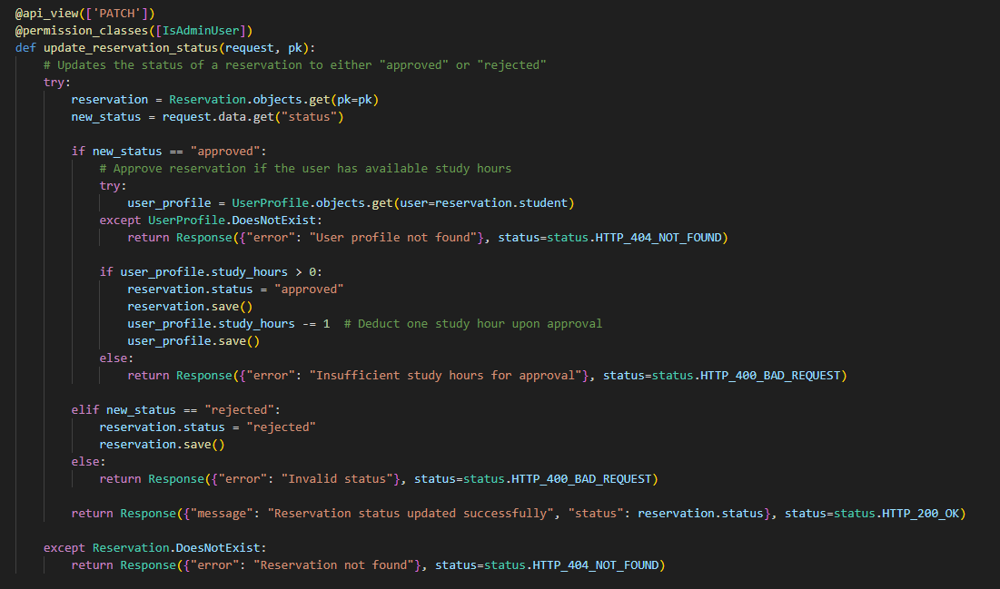 @api_view(['PATCH'])
@permission_classes([IsAdminUser])
def update_reservation_status(request, pk):
    # Updates the status of a reservation to either "approved" or "rejected"
    try:
        reservation = Reservation.objects.get(pk=pk)
        new_status = request.data.get("status")

        if new_status == "approved":
            # Approve reservation if the user has available study hours
            try:
                user_profile = UserProfile.objects.get(user=reservation.student)
            except UserProfile.DoesNotExist:
                return Response({"error": "User profile not found"}, status=status.HTTP_404_NOT_FOUND)

            if user_profile.study_hours > 0:
                reservation.status = "approved"
                reservation.save()
                user_profile.study_hours -= 1  # Deduct one study hour upon approval
                user_profile.save()
            else:
                return Response({"error": "Insufficient study hours for approval"}, status=status.HTTP_400_BAD_REQUEST)

        elif new_status == "rejected":
            reservation.status = "rejected"
            reservation.save()
        else:
            return Response({"error": "Invalid status"}, status=status.HTTP_400_BAD_REQUEST)

        return Response({"message": "Reservation status updated successfully", "status": reservation.status}, status=status.HTTP_200_OK)

    except Reservation.DoesNotExist:
        return Response({"error": "Reservation not found"}, status=status.HTTP_404_NOT_FOUND)